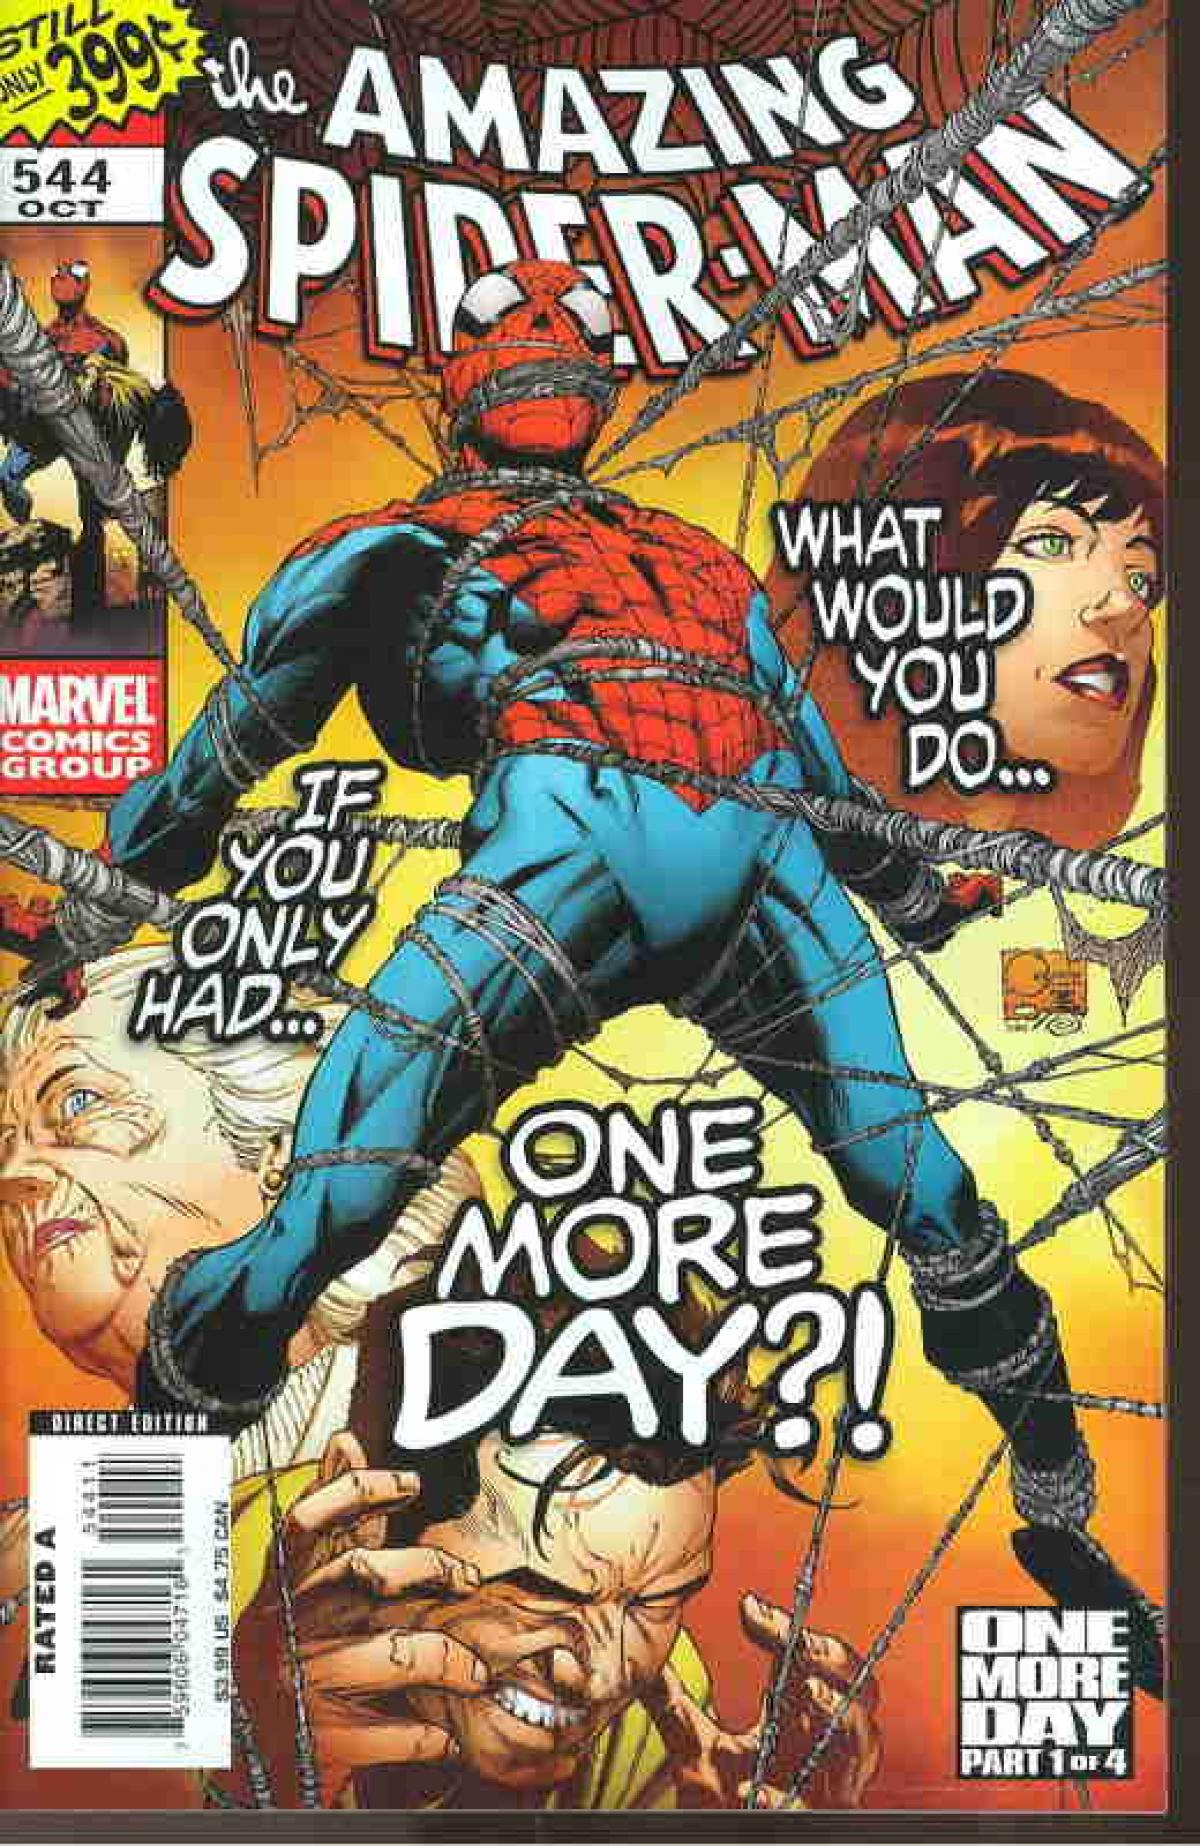 STILL
ONLY 399¢
the AMAZING
SPIDER-MAN
544
OCT
MARVEL
COMICS
GROUP
WHAT
WOULD
YOU
DO...
IF
YOU
ONLY
HAD...
ONE
MORE
DAY?!
DIRECT EDITION
RATED A
54411
$3.99 US $4.75 CAN
ONE
MORE
DAY
PART 1 OF 4